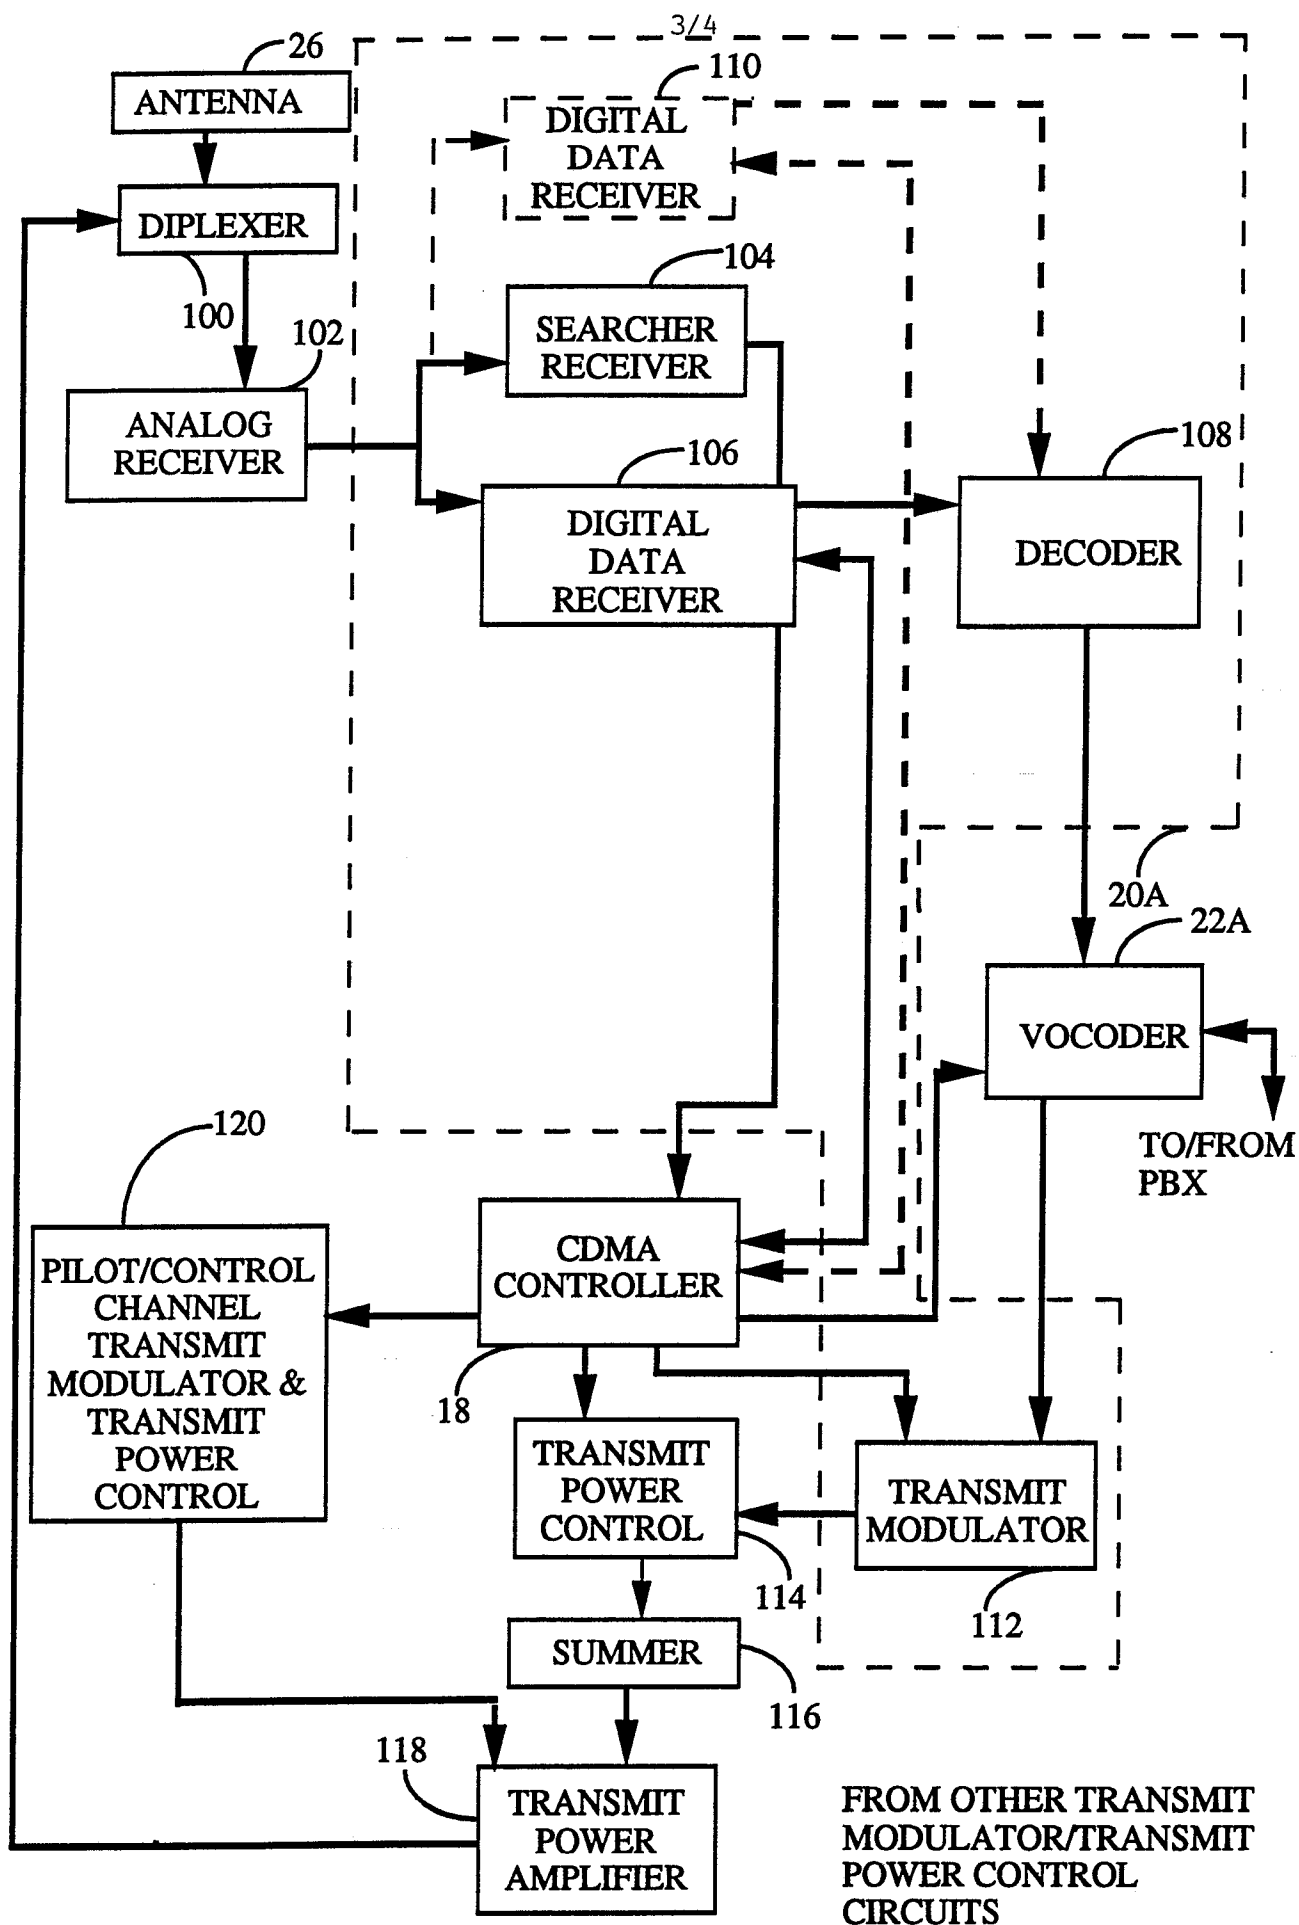 3/4
26
ANTENNA
110
DIGITAL
DATA
RECEIVER
DIPLEXER
100
104
SEARCHER
RECEIVER
102
ANALOG
RECEIVER
106
DIGITAL
DATA
RECEIVER
108
DECODER
20A
22A
VOCODER
TO/FROM
PBX
120
PILOT/CONTROL
CHANNEL
TRANSMIT
MODULATOR &
TRANSMIT
POWER
CONTROL
CDMA
CONTROLLER
18
TRANSMIT
POWER
CONTROL
114
TRANSMIT
MODULATOR
112
SUMMER
116
118
TRANSMIT
POWER
AMPLIFIER
FROM OTHER TRANSMIT
MODULATOR/TRANSMIT
POWER CONTROL
CIRCUITS